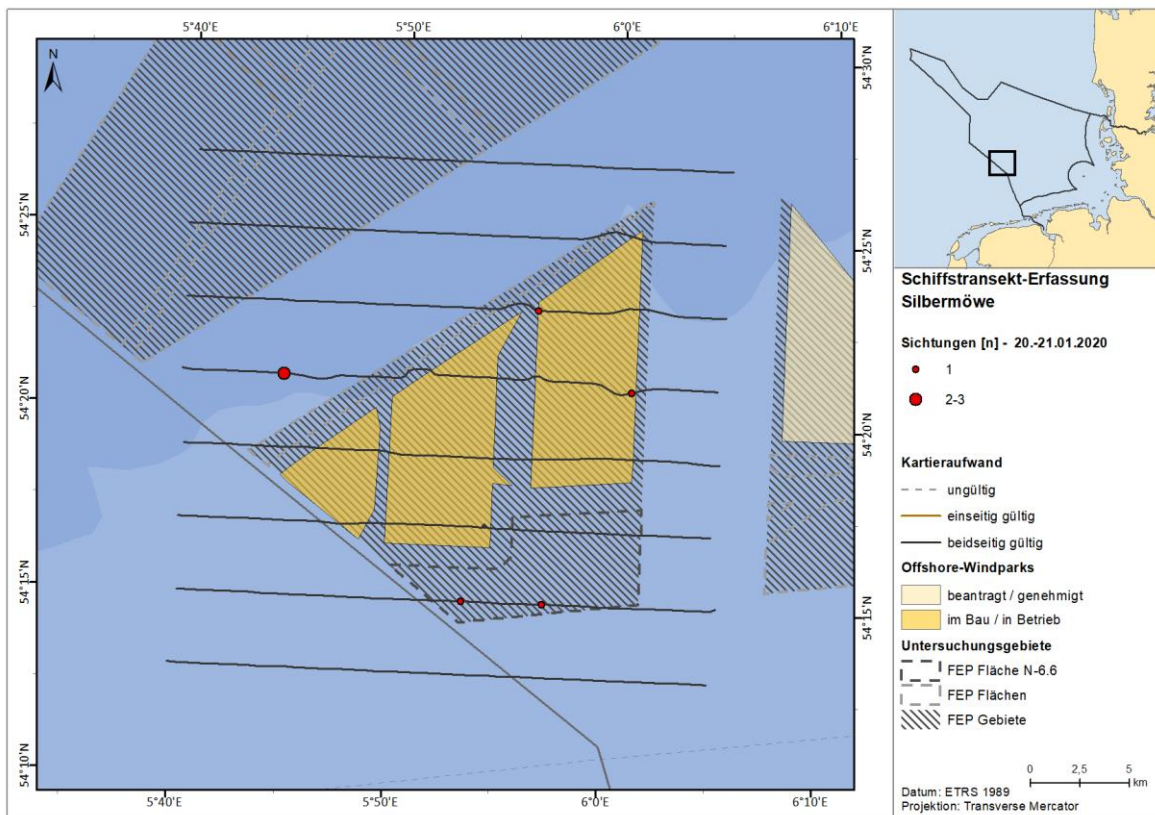 5°40'E 5°50'E 6°0'E 6°10'E
N
54°30'N
54°25'N
54°25'N
54°20'N
54°20'N
54°15'N
54°15'N
54°10'N
5°40'E 5°50'E 6°0'E 6°10'E
Schiffstransekt-Erfassung
Silbermöwe
Sichtungen [n] - 20.-21.01.2020
1
2-3
Kartieraufwand
ungültig
einseitig gültig
beidseitig gültig
Offshore-Windparks
beantragt / genehmigt
im Bau / in Betrieb
Untersuchungsgebiete
FEP Fläche N-6.6
FEP Flächen
FEP Gebiete
0 2,5 5
km
Datum: ETRS 1989
Projektion: Transverse Mercator